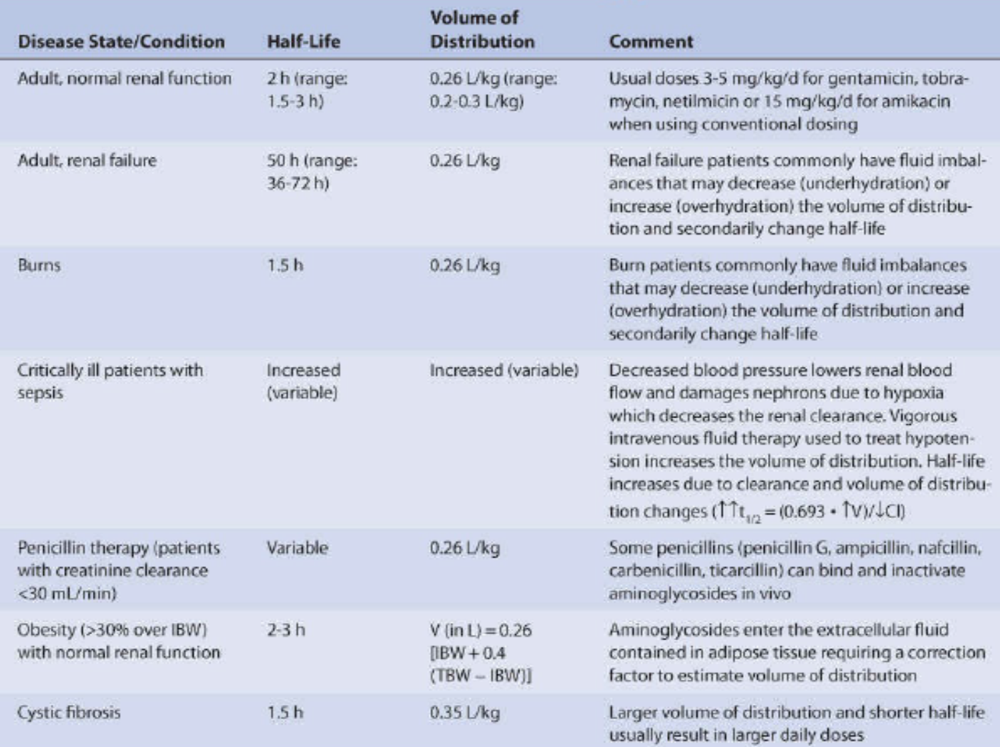 Disease State/Condition
Half-Life
Volume of
Distribution
Comment
Adult, normal renal function
2 h (range:
1.5-3 h)
0.26 L/kg (range:
0.2-0.3 L/kg)
Usual doses 3-5 mg/kg/d for gentamicin, tobra-
mycin, netilmicin or 15 mg/kg/d for amikacin
when using conventional dosing
Adult, renal failure
50 h (range:
36-72 h)
0.26 L/kg
Renal failure patients commonly have fluid imbal-
ances that may decrease (underhydration) or
increase (overhydration) the volume of distribu-
tion and secondarily change half-life
Burns
1.5 h
0.26 L/kg
Burn patients commonly have fluid imbalances
that may decrease (underhydration) or increase
(overhydration) the volume of distribution and
secondarily change half-life
Critically ill patients with
sepsis
Increased
(variable)
Increased (variable)
Decreased blood pressure lowers renal blood
flow and damages nephrons due to hypoxia
which decreases the renal clearance. Vigorous
intravenous fluid therapy used to treat hypoten-
sion increases the volume of distribution. Half-life
increases due to clearance and volume of distribu-
tion changes (↑↑t1/2 = (0.693 • ↑V)/↓Cl)
Penicillin therapy (patients
with creatinine clearance
<30 mL/min)
Variable
0.26 L/kg
Some penicillins (penicillin G, ampicillin, nafcillin,
carbenicillin, ticarcillin) can bind and inactivate
aminoglycosides in vivo
Obesity (>30% over IBW)
with normal renal function
2-3 h
V (in L) = 0.26
[IBW + 0.4
(TBW – IBW)]
Aminoglycosides enter the extracellular fluid
contained in adipose tissue requiring a correction
factor to estimate volume of distribution
Cystic fibrosis
1.5 h
0.35 L/kg
Larger volume of distribution and shorter half-life
usually result in larger daily doses